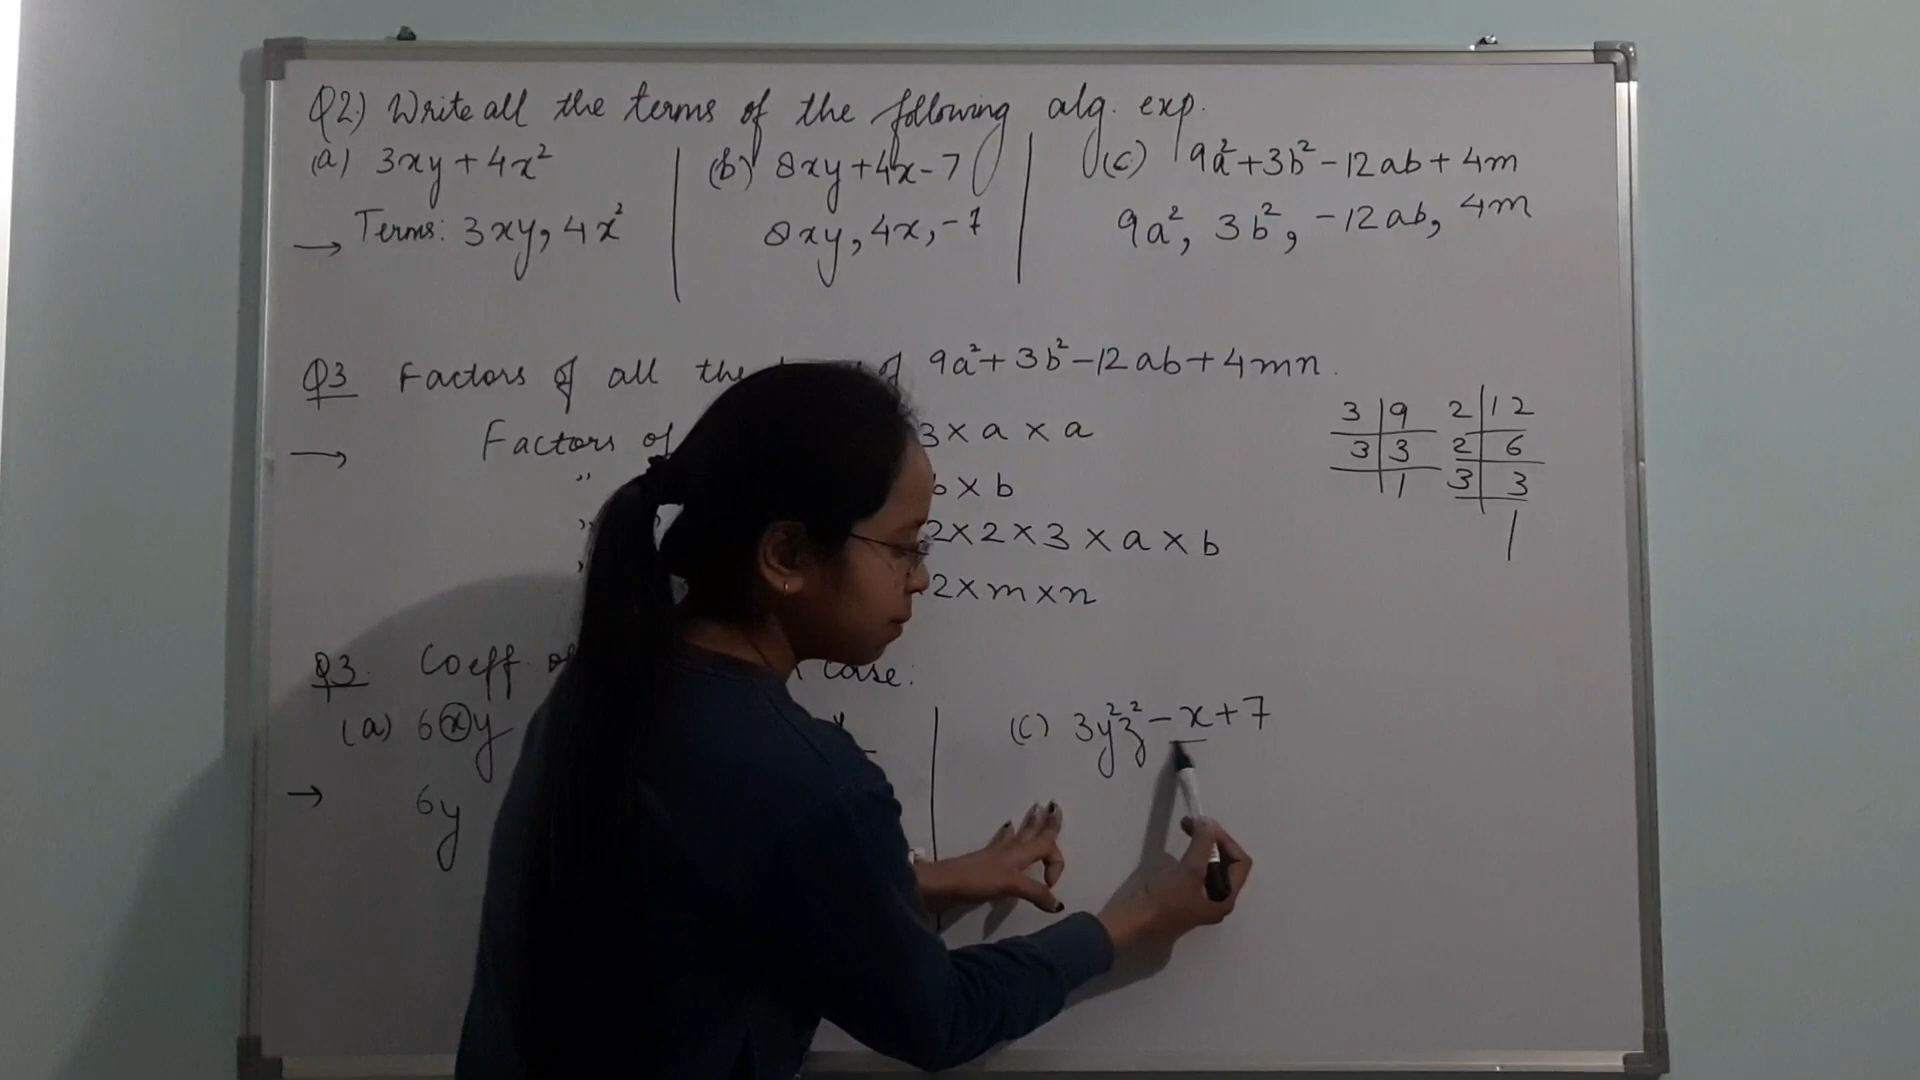 Q2) Write all the terms of the following alg. exp.
(a) 3xy + 4x²
→ Terms: 3xy, 4x²
(b) 8xy + 4x - 7
8xy, 4x, -7
(c) 9a² + 3b² - 12ab + 4m
9a², 3b², -12ab, 4m
Q3 Factors of all the of 9a² + 3b² - 12ab + 4mn.
→ Factors of 3 × a × a
" b × b
" 2 × 2 × 3 × a × b
" 2 × m × n
3 | 9
3 | 3
| 1
2 | 12
2 | 6
3 | 3
1
Q3. Coeff. of case:
(a) 6xy
→ 6y
(c) 3y²z² - x + 7